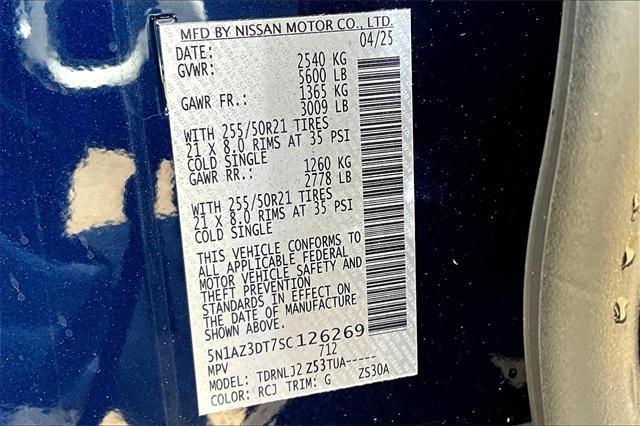 MFD BY NISSAN MOTOR CO., LTD.
DATE: 04/25
GVWR: 2540 KG
5600 LB
GAWR FR.: 1365 KG
3009 LB
WITH 255/50R21 TIRES
21 X 8.0 RIMS AT 35 PSI
COLD SINGLE
GAWR RR.: 1260 KG
2778 LB
WITH 255/50R21 TIRES
21 X 8.0 RIMS AT 35 PSI
COLD SINGLE
THIS VEHICLE CONFORMS TO
ALL APPLICABLE FEDERAL
MOTOR VEHICLE SAFETY AND
THEFT PREVENTION
STANDARDS IN EFFECT ON
THE DATE OF MANUFACTURE
SHOWN ABOVE.
5N1AZ3DT7SC126269
MPV 712
MODEL: TDRNLJ2 Z53TUA-----
COLOR: RCJ TRIM: G ZS30A